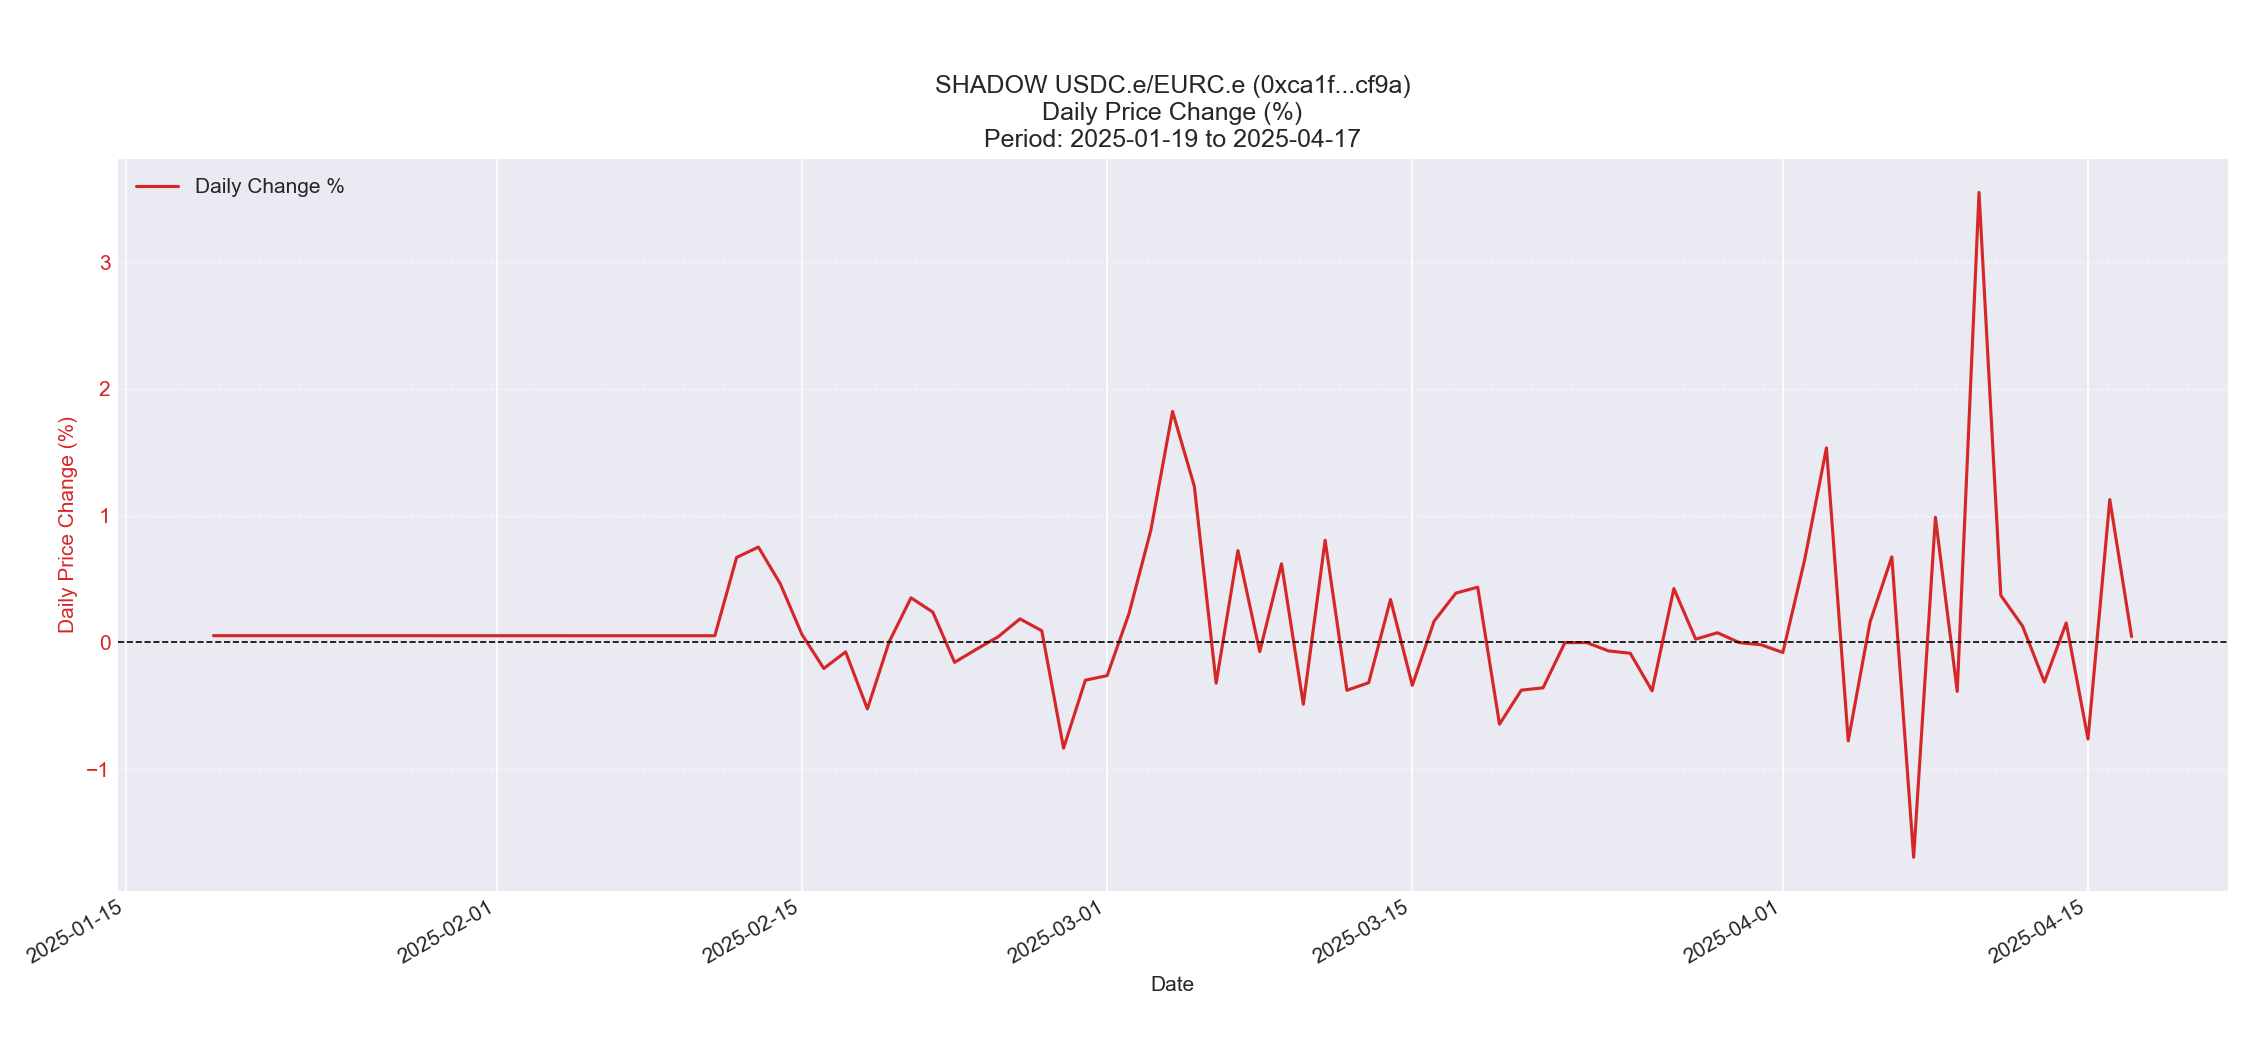 SHADOW USDC.e/EURC.e (0xca1f...cf9a)
Daily Price Change (%)
Period: 2025-01-19 to 2025-04-17
Daily Change %
Daily Price Change (%)
3
2
1
0
−1
2025-01-15
2025-02-01
2025-02-15
2025-03-01
2025-03-15
2025-04-01
2025-04-15
Date